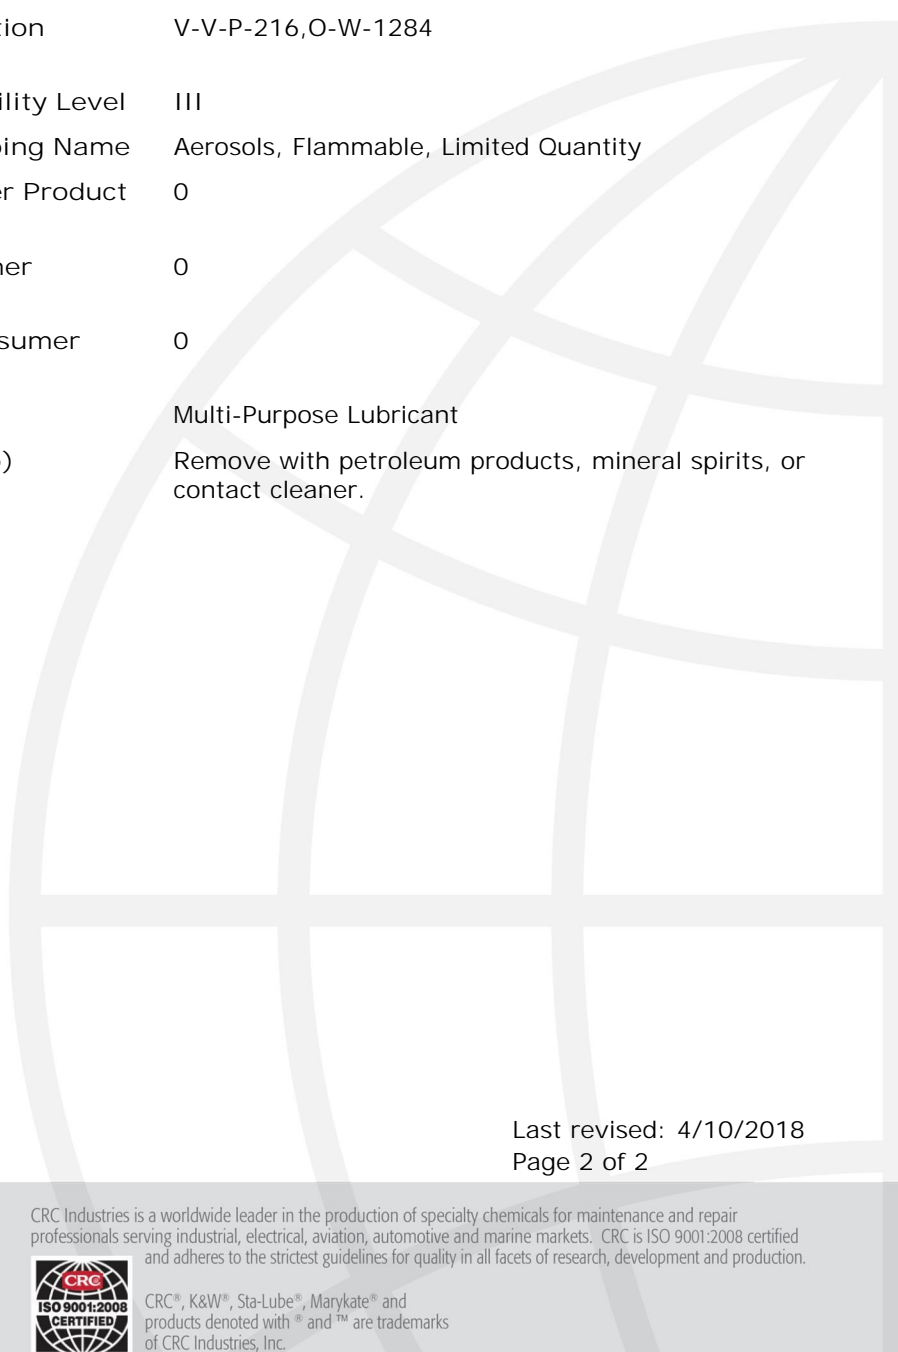 tion V-V-P-216,O-W-1284
ility Level III
ping Name Aerosols, Flammable, Limited Quantity
er Product 0
ner 0
sumer 0
Multi-Purpose Lubricant
) Remove with petroleum products, mineral spirits, or
contact cleaner.
Last revised: 4/10/2018
Page 2 of 2
CRC Industries is a worldwide leader in the production of specialty chemicals for maintenance and repair
professionals serving industrial, electrical, aviation, automotive and marine markets. CRC is ISO 9001:2008 certified
and adheres to the strictest guidelines for quality in all facets of research, development and production.
CRC
ISO 9001:2008
CERTIFIED
CRC®, K&W®, Sta-Lube®, Marykate® and
products denoted with ® and ™ are trademarks
of CRC Industries, Inc.